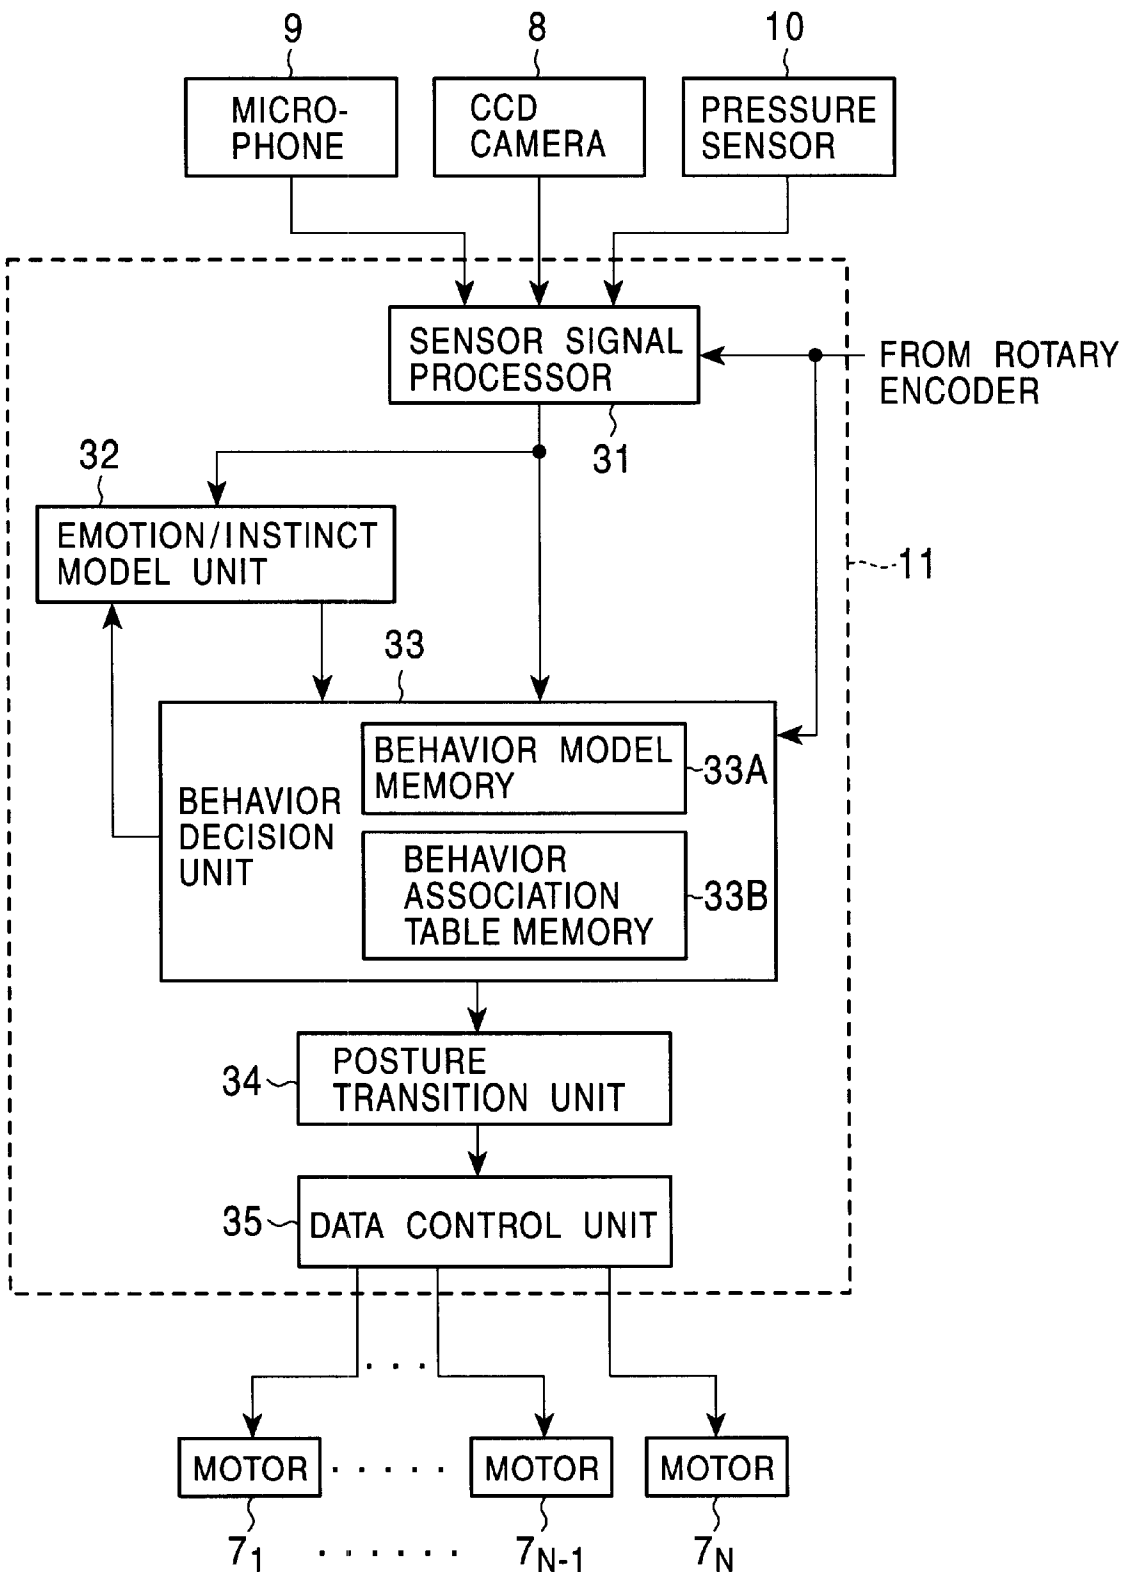 9
8
10
MICRO-
PHONE
CCD
CAMERA
PRESSURE
SENSOR
SENSOR SIGNAL
PROCESSOR
FROM ROTARY
ENCODER
31
32
EMOTION/INSTINCT
MODEL UNIT
11
33
BEHAVIOR MODEL
MEMORY
33A
BEHAVIOR
DECISION
UNIT
BEHAVIOR
ASSOCIATION
TABLE MEMORY
33B
34
POSTURE
TRANSITION UNIT
35
DATA CONTROL UNIT
. . .
MOTOR . . . . . MOTOR MOTOR
71 . . . . . . 7N-1 7N